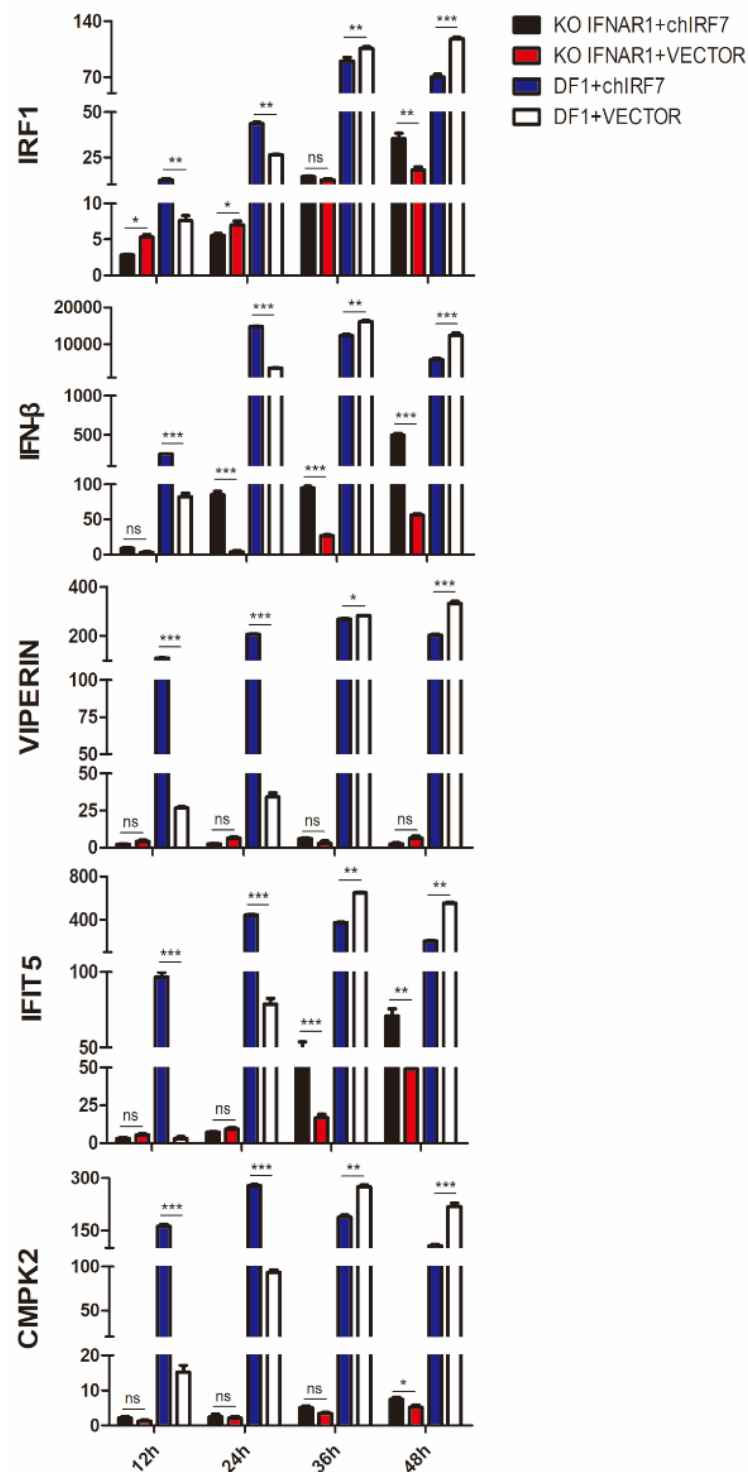 KO IFNAR1+chIRF7
KO IFNAR1+VECTOR
DF1+chIRF7
DF1+VECTOR
IRF1
140
70
50
25
10
5
0
*
**
*
**
ns
**
**
***
IFN-β
20000
10000
1000
500
100
50
0
ns
***
***
***
***
**
***
***
VIPERIN
400
200
100
75
50
50
25
0
ns
***
ns
***
ns
*
ns
***
IFIT5
800
400
100
50
50
25
0
ns
***
ns
***
***
**
**
**
CMPK2
300
150
100
50
20
10
0
ns
***
ns
***
ns
**
*
***
12h
24h
36h
48h